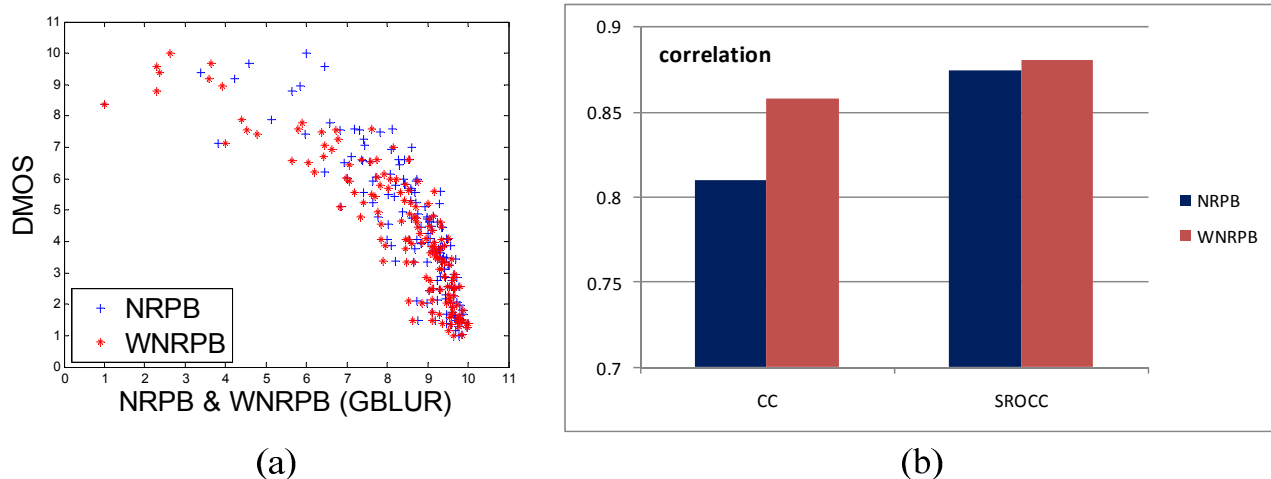 11
10
9
8
7
6
5
4
3
2
1
0
DMOS
NRPB
WNRPB
0 1 2 3 4 5 6 7 8 9 10 11
NRPB & WNRPB (GBLUR)
(a)
0.9
0.85
0.8
0.75
0.7
correlation
NRPB
WNRPB
CC SROCC
(b)